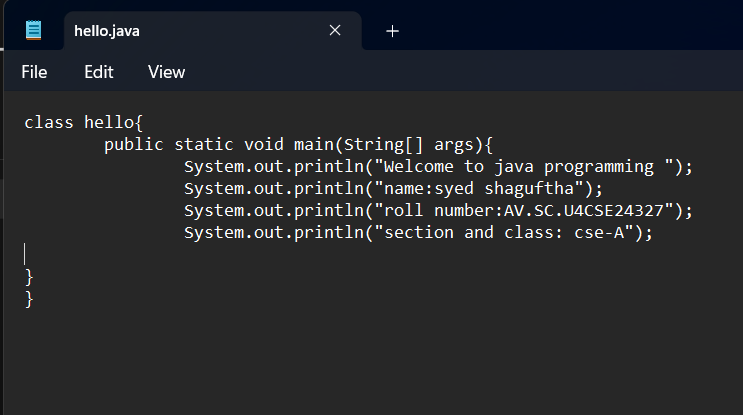 hello.java
File Edit View
class hello{
        public static void main(String[] args){
                System.out.println("Welcome to java programming ");
                System.out.println("name:syed shaguftha");
                System.out.println("roll number:AV.SC.U4CSE24327");
                System.out.println("section and class: cse-A");
}
}